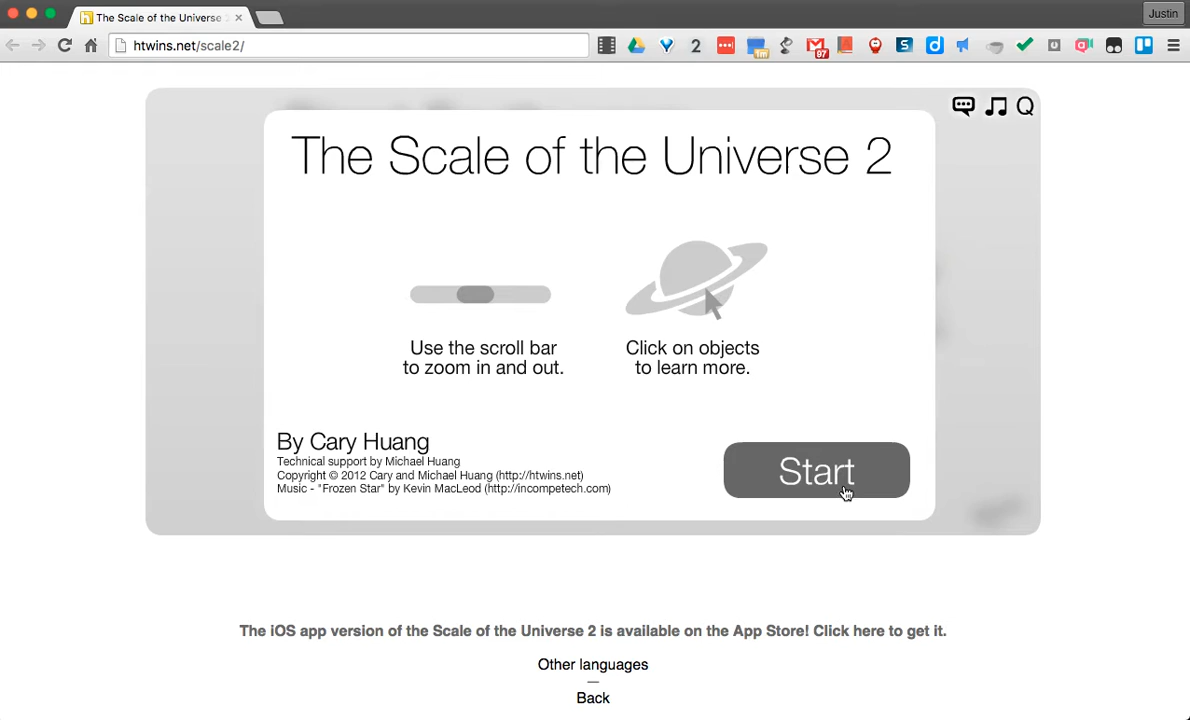 The Scale of the Universe
Justin
htwins.net/scale2/
2
97
1m
Q
The Scale of the Universe 2
Use the scroll bar
to zoom in and out.
Click on objects
to learn more.
By Cary Huang
Technical support by Michael Huang
Copyright © 2012 Cary and Michael Huang (http://htwins.net)
Music - "Frozen Star" by Kevin MacLeod (http://incompetech.com)
Start
The iOS app version of the Scale of the Universe 2 is available on the App Store! Click here to get it.
Other languages
—
Back